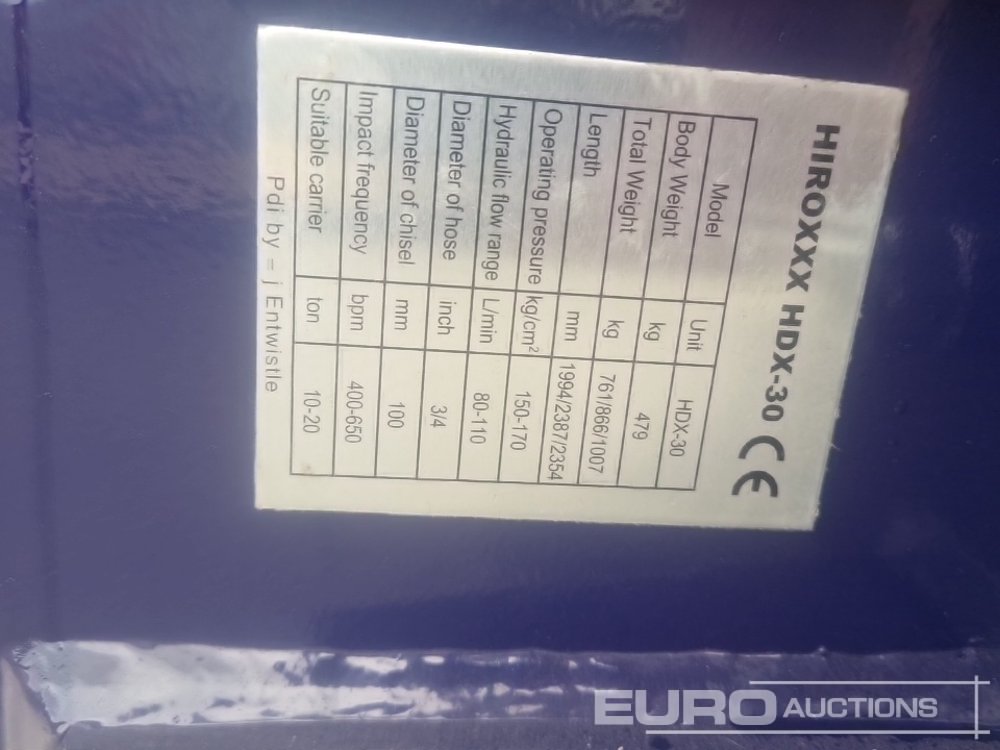 HIROXXX HDX-30 CE
Model Unit HDX-30
Body Weight kg 479
Total Weight kg 761/866/1007
Length mm 1994/2387/2354
Operating pressure kg/cm² 150-170
Hydraulic flow range L/min 80-110
Diameter of hose inch 3/4
Diameter of chisel mm 100
Impact frequency bpm 400-650
Suitable carrier ton 10-20
Pdi by = j Entwistle
EURO AUCTIONS